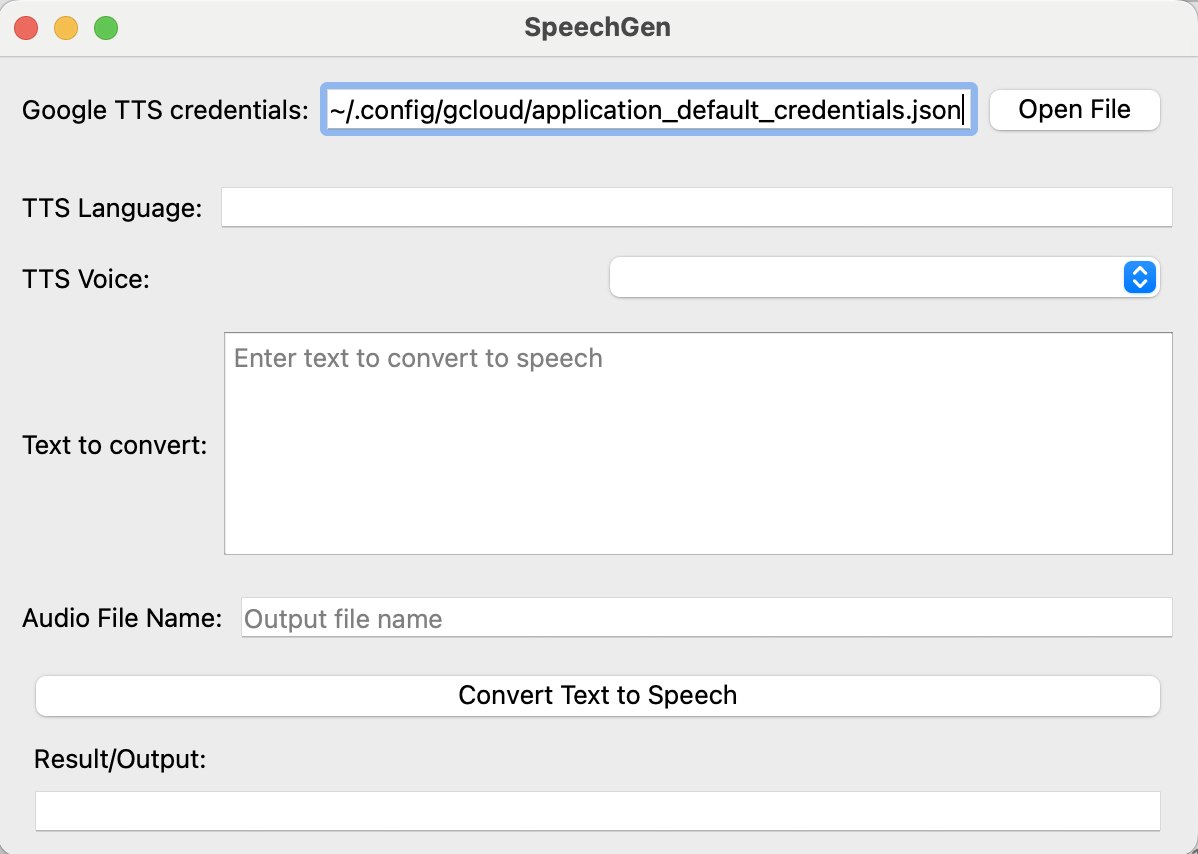 SpeechGen
Google TTS credentials: ~/.config/gcloud/application_default_credentials.json Open File
TTS Language:
TTS Voice:
Enter text to convert to speech
Text to convert:
Audio File Name: Output file name
Convert Text to Speech
Result/Output: